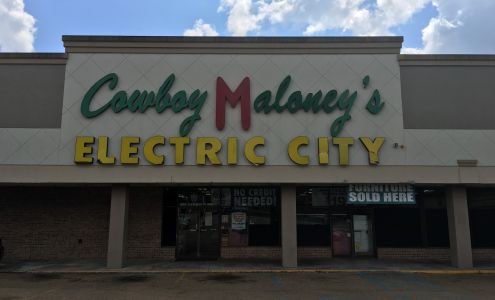 Cowboy Maloney's
ELECTRIC CITY
NO CREDIT
NEEDED!
FURNITURE
SOLD HERE